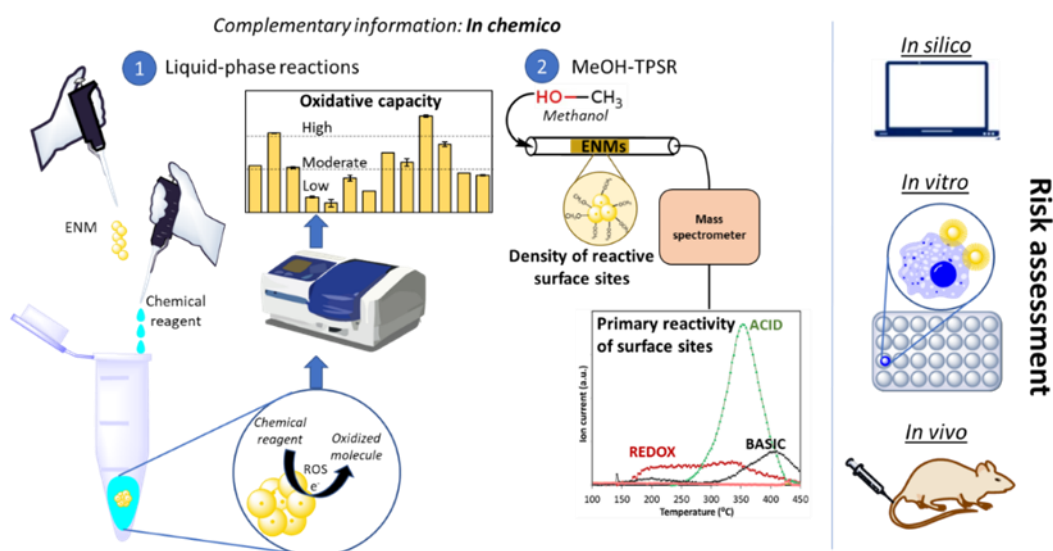 Complementary information: In chemico
1 Liquid-phase reactions
ENM
Chemical
reagent
Oxidative capacity
High
Moderate
Low
Chemical
reagent
Oxidized
molecule
ROS
e-
2 MeOH-TPSR
HO—CH3
Methanol
ENMs
CH3O
OCH3
Density of reactive
surface sites
Mass
spectrometer
Primary reactivity
of surface sites
ACID
REDOX
BASIC
Ion current (a.u.)
100 150 200 250 300 350 400 450
Temperature (°C)
In silico
In vitro
In vivo
Risk assessment